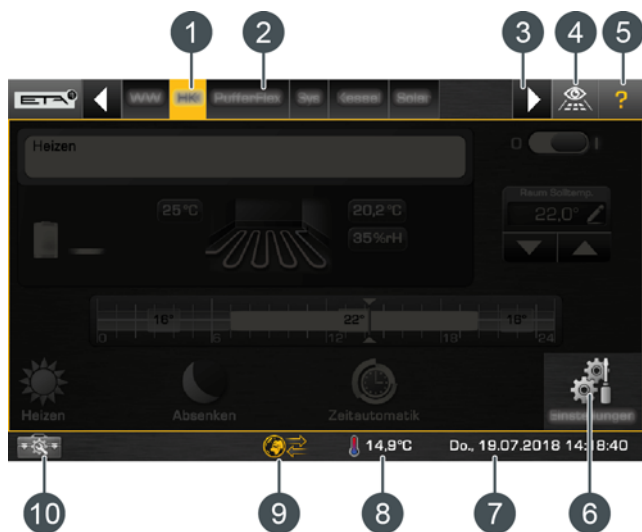 1 2 3 4 5
ETA WW HK PufferFlex Sys Kessel Solar ?
Heizen
0 I
Raum Solltemp.
25°C 20,2°C 22,0°
35%rH
16° 22° 16°
0 6 12 18 24
Heizen Absenken Zeitautomatik Einstellungen
14,9°C Do., 19.07.2018 14:18:40
10 9 8 7 6